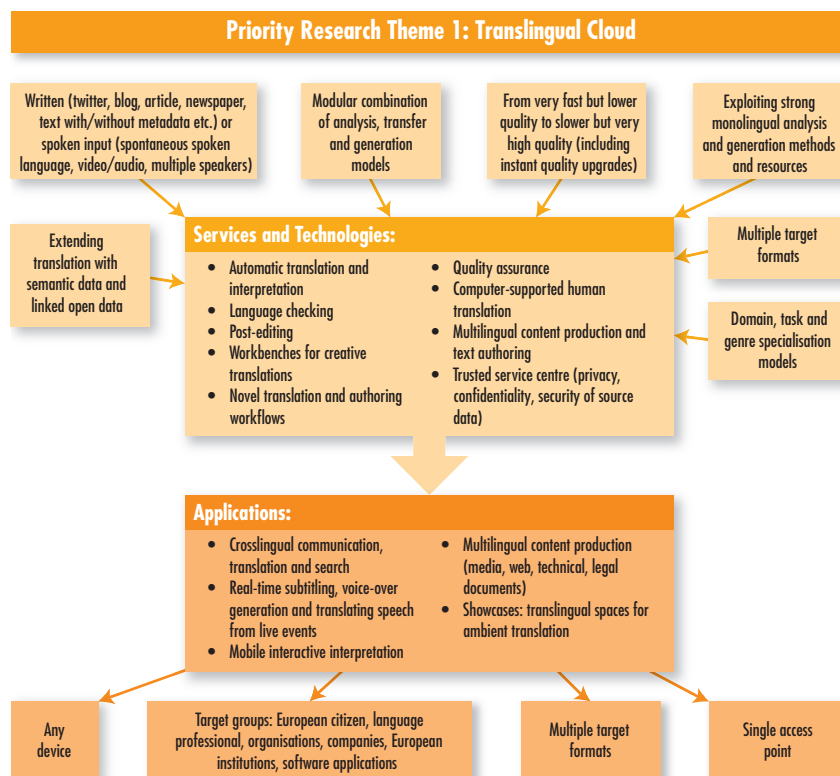 Priority Research Theme 1: Translingual Cloud
Written (twitter, blog, article, newspaper,
text with/without metadata etc.) or
spoken input (spontaneous spoken
language, video/audio, multiple speakers)
Modular combination
of analysis, transfer
and generation
models
From very fast but lower
quality to slower but very
high quality (including
instant quality upgrades)
Exploiting strong
monolingual analysis
and generation methods
and resources
Extending
translation with
semantic data and
linked open data
Services and Technologies:
• Automatic translation and
interpretation
• Language checking
• Post-editing
• Workbenches for creative
translations
• Novel translation and authoring
workflows
• Quality assurance
• Computer-supported human
translation
• Multilingual content production and
text authoring
• Trusted service centre (privacy,
confidentiality, security of source
data)
Multiple target
formats
Domain, task and
genre specialisation
models
Applications:
• Crosslingual communication,
translation and search
• Real-time subtitling, voice-over
generation and translating speech
from live events
• Mobile interactive interpretation
• Multilingual content production
(media, web, technical, legal
documents)
• Showcases: translingual spaces for
ambient translation
Any
device
Target groups: European citizen, language
professional, organisations, companies, European
institutions, software applications
Multiple target
formats
Single access
point